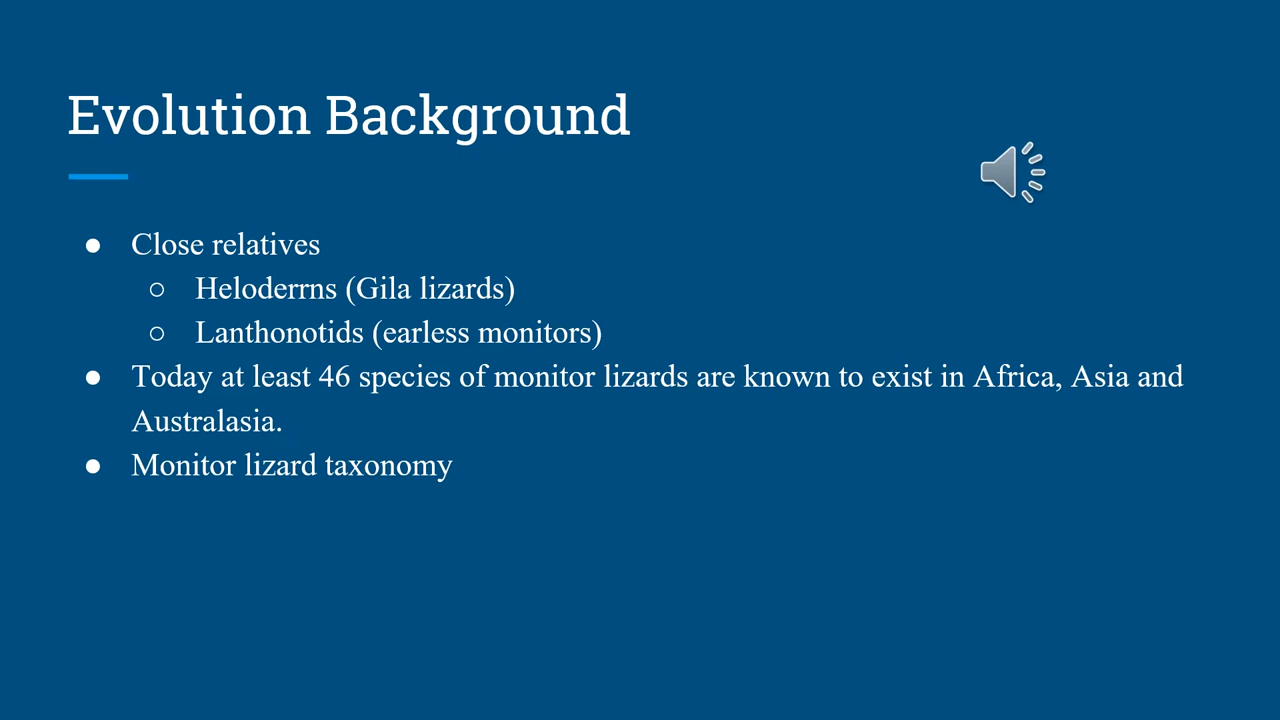 Evolution Background
● Close relatives
○ Heloderrns (Gila lizards)
○ Lanthonotids (earless monitors)
● Today at least 46 species of monitor lizards are known to exist in Africa, Asia and
Australasia.
● Monitor lizard taxonomy